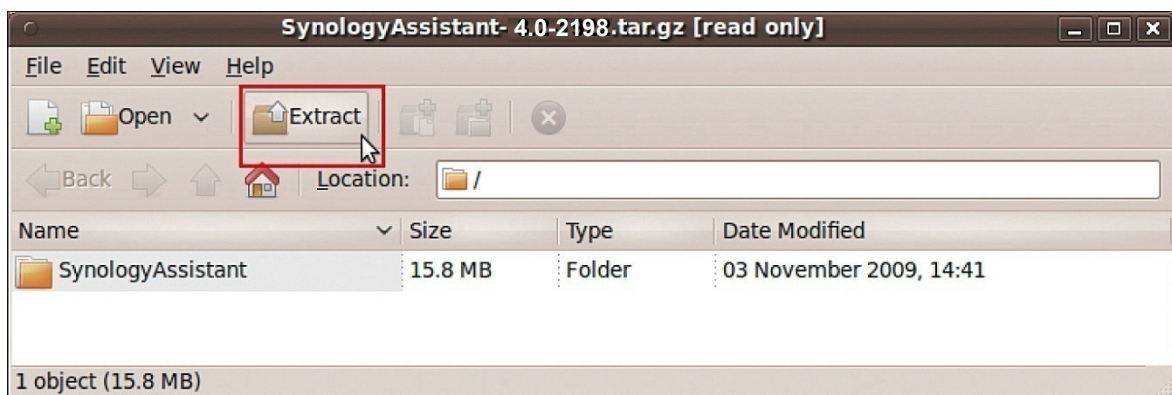 SynologyAssistant- 4.0-2198.tar.gz [read only]
File Edit View Help
Open Extract
Back Location: /
Name Size Type Date Modified
SynologyAssistant 15.8 MB Folder 03 November 2009, 14:41
1 object (15.8 MB)